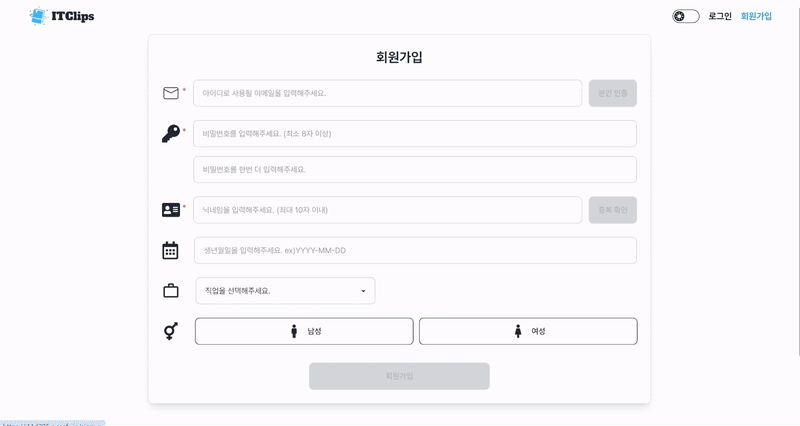 ITClips
로그인 회원가입
회원가입
* 아이디로 사용될 이메일을 입력해주세요. 본인 인증
* 비밀번호를 입력해주세요. (최소 8자 이상)
비밀번호를 한번 더 입력해주세요.
* 닉네임을 입력해주세요. (최대 10자 이내) 중복 확인
생년월일을 입력해주세요. ex)YYYY-MM-DD
직업을 선택해주세요.
남성 여성
회원가입